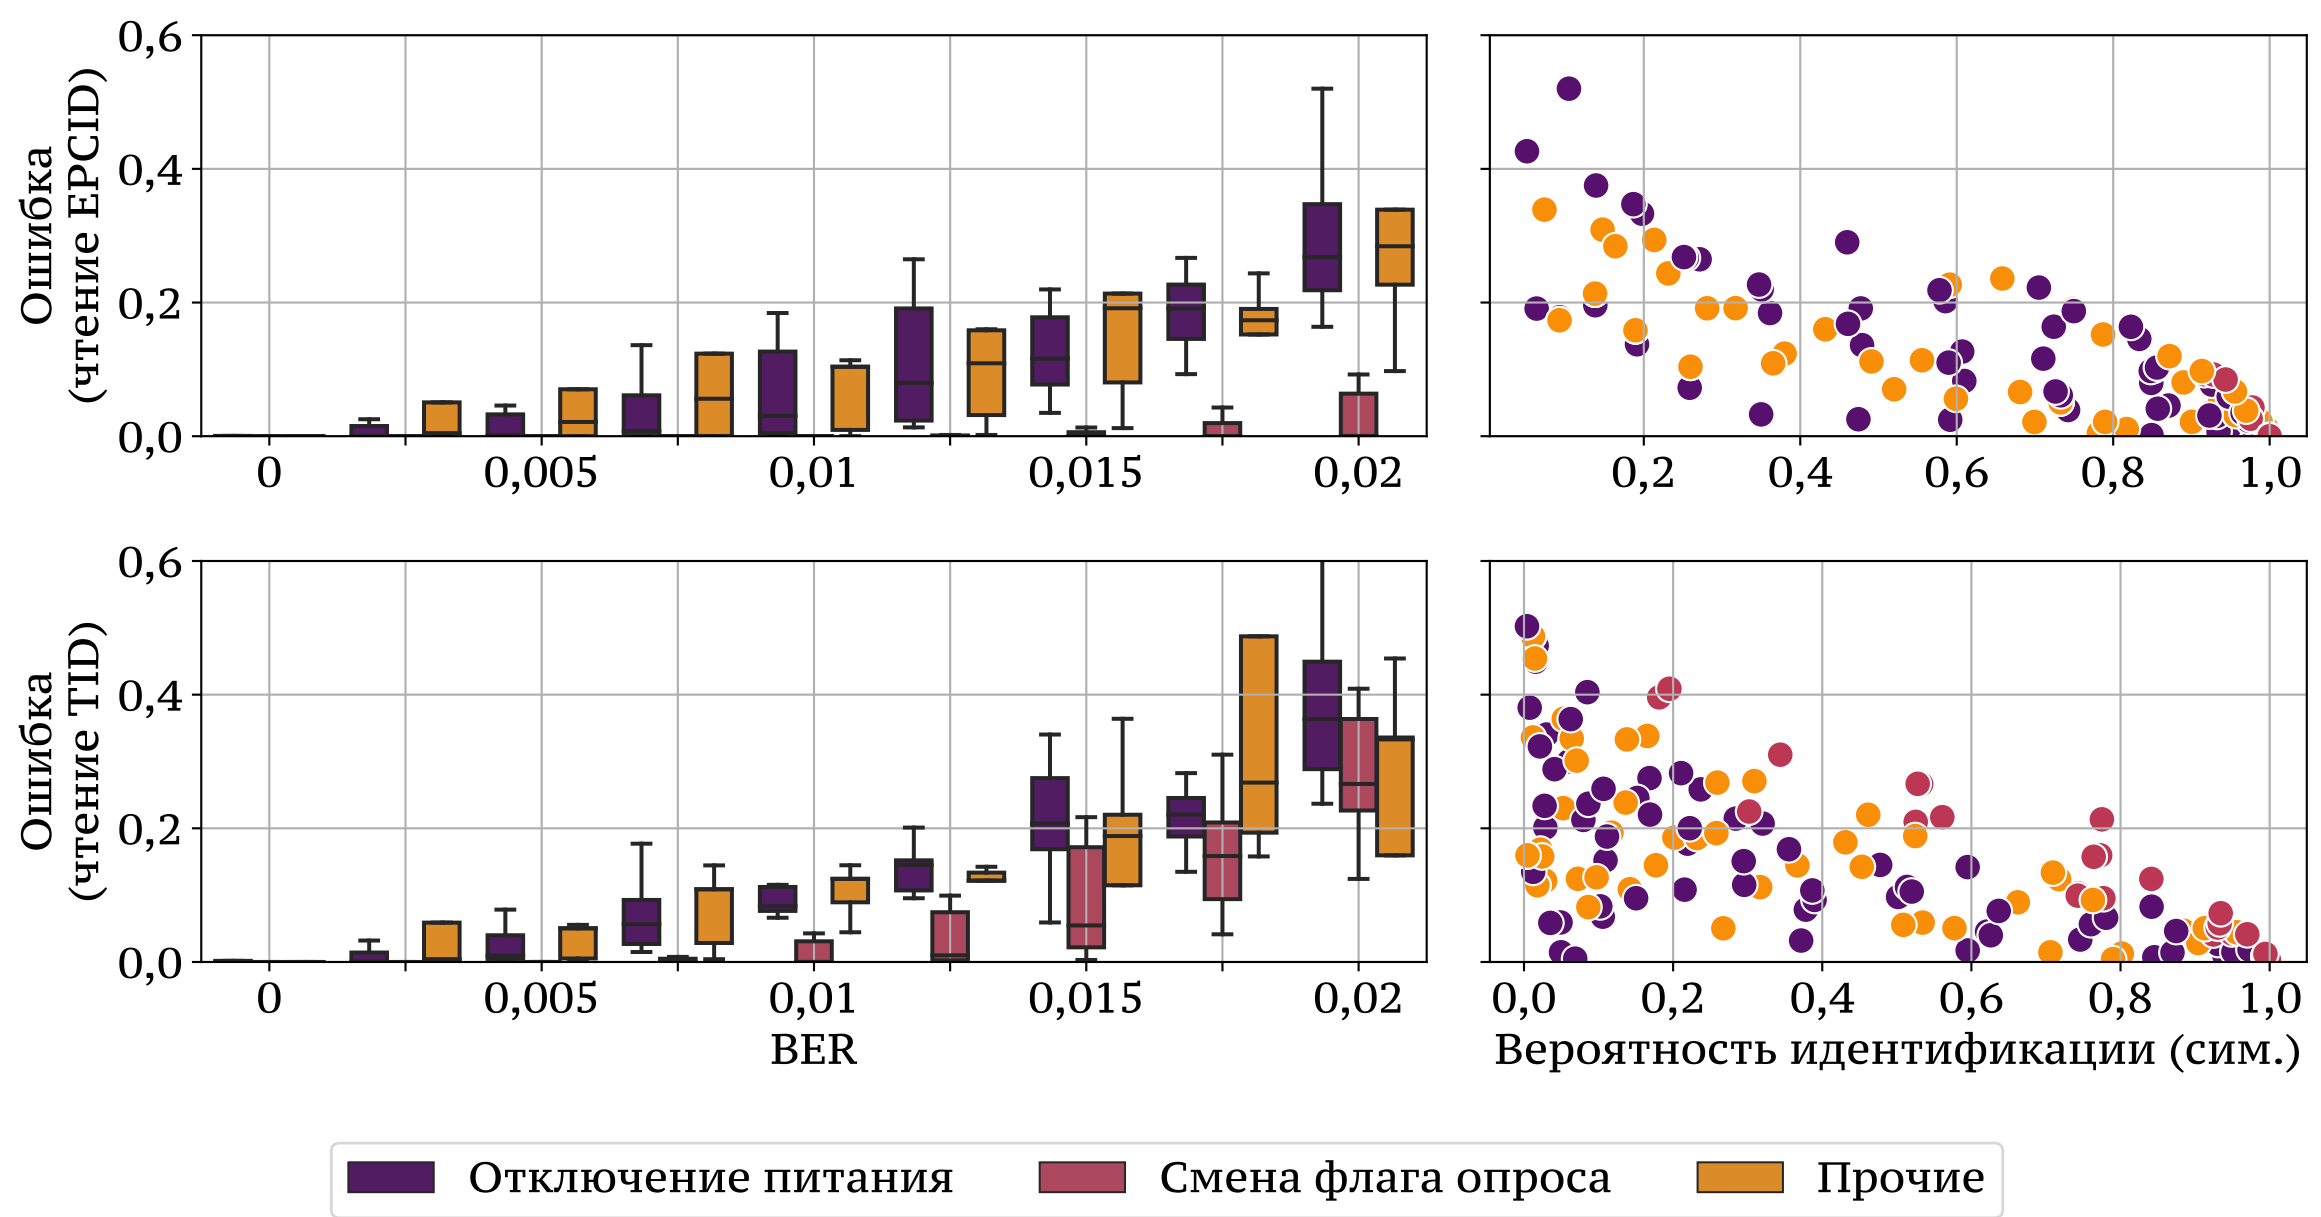 Ошибка
(чтение EPCID)
0,6
0,4
0,2
0,0
0 0,005 0,01 0,015 0,02
0,2 0,4 0,6 0,8 1,0
Ошибка
(чтение TID)
0,6
0,4
0,2
0,0
0 0,005 0,01 0,015 0,02
BER
0,0 0,2 0,4 0,6 0,8 1,0
Вероятность идентификации (сим.)
Отключение питания Смена флага опроса Прочие